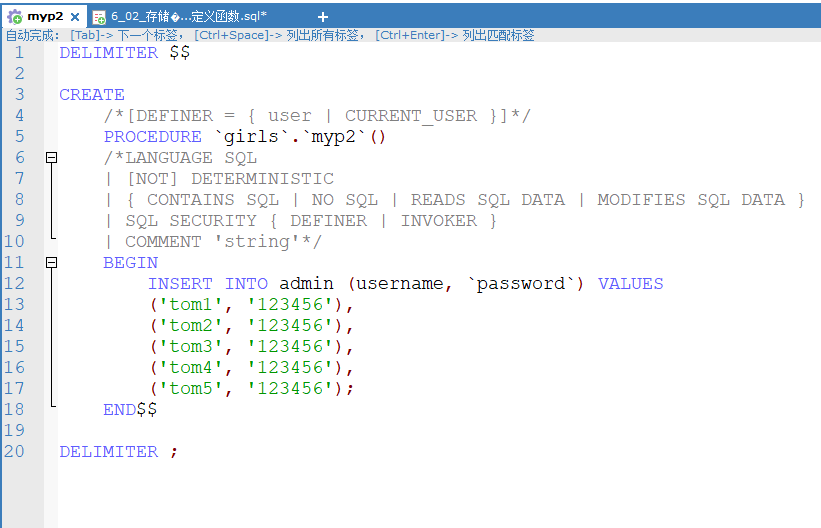 myp2 × 6_02_存储�...定义函数.sql* +
自动完成: [Tab]-> 下一个标签, [Ctrl+Space]-> 列出所有标签, [Ctrl+Enter]-> 列出匹配标签
1 DELIMITER $$
2
3 CREATE
4 /*[DEFINER = { user | CURRENT_USER }]*/
5 PROCEDURE `girls`.`myp2`()
6 /*LANGUAGE SQL
7 | [NOT] DETERMINISTIC
8 | { CONTAINS SQL | NO SQL | READS SQL DATA | MODIFIES SQL DATA }
9 | SQL SECURITY { DEFINER | INVOKER }
10 | COMMENT 'string'*/
11 BEGIN
12 INSERT INTO admin (username, `password`) VALUES
13 ('tom1', '123456'),
14 ('tom2', '123456'),
15 ('tom3', '123456'),
16 ('tom4', '123456'),
17 ('tom5', '123456');
18 END$$
19
20 DELIMITER ;